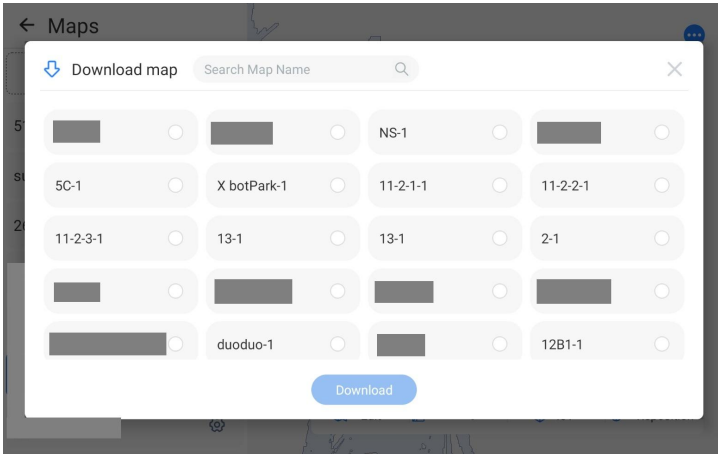 Maps
Download map
Search Map Name
NS-1
5C-1
X botPark-1
11-2-1-1
11-2-2-1
11-2-3-1
13-1
13-1
2-1
duoduo-1
12B1-1
Download